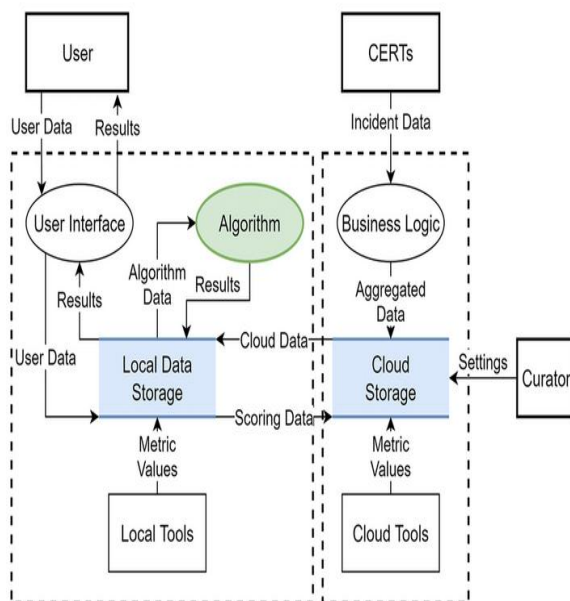 User
CERTs
User Data
Results
Incident Data
User Interface
Algorithm
Business Logic
Results
Algorithm
Data
Results
Aggregated
Data
User Data
Cloud Data
Local Data
Storage
Cloud
Storage
Settings
Curator
Scoring Data
Metric
Values
Metric
Values
Local Tools
Cloud Tools